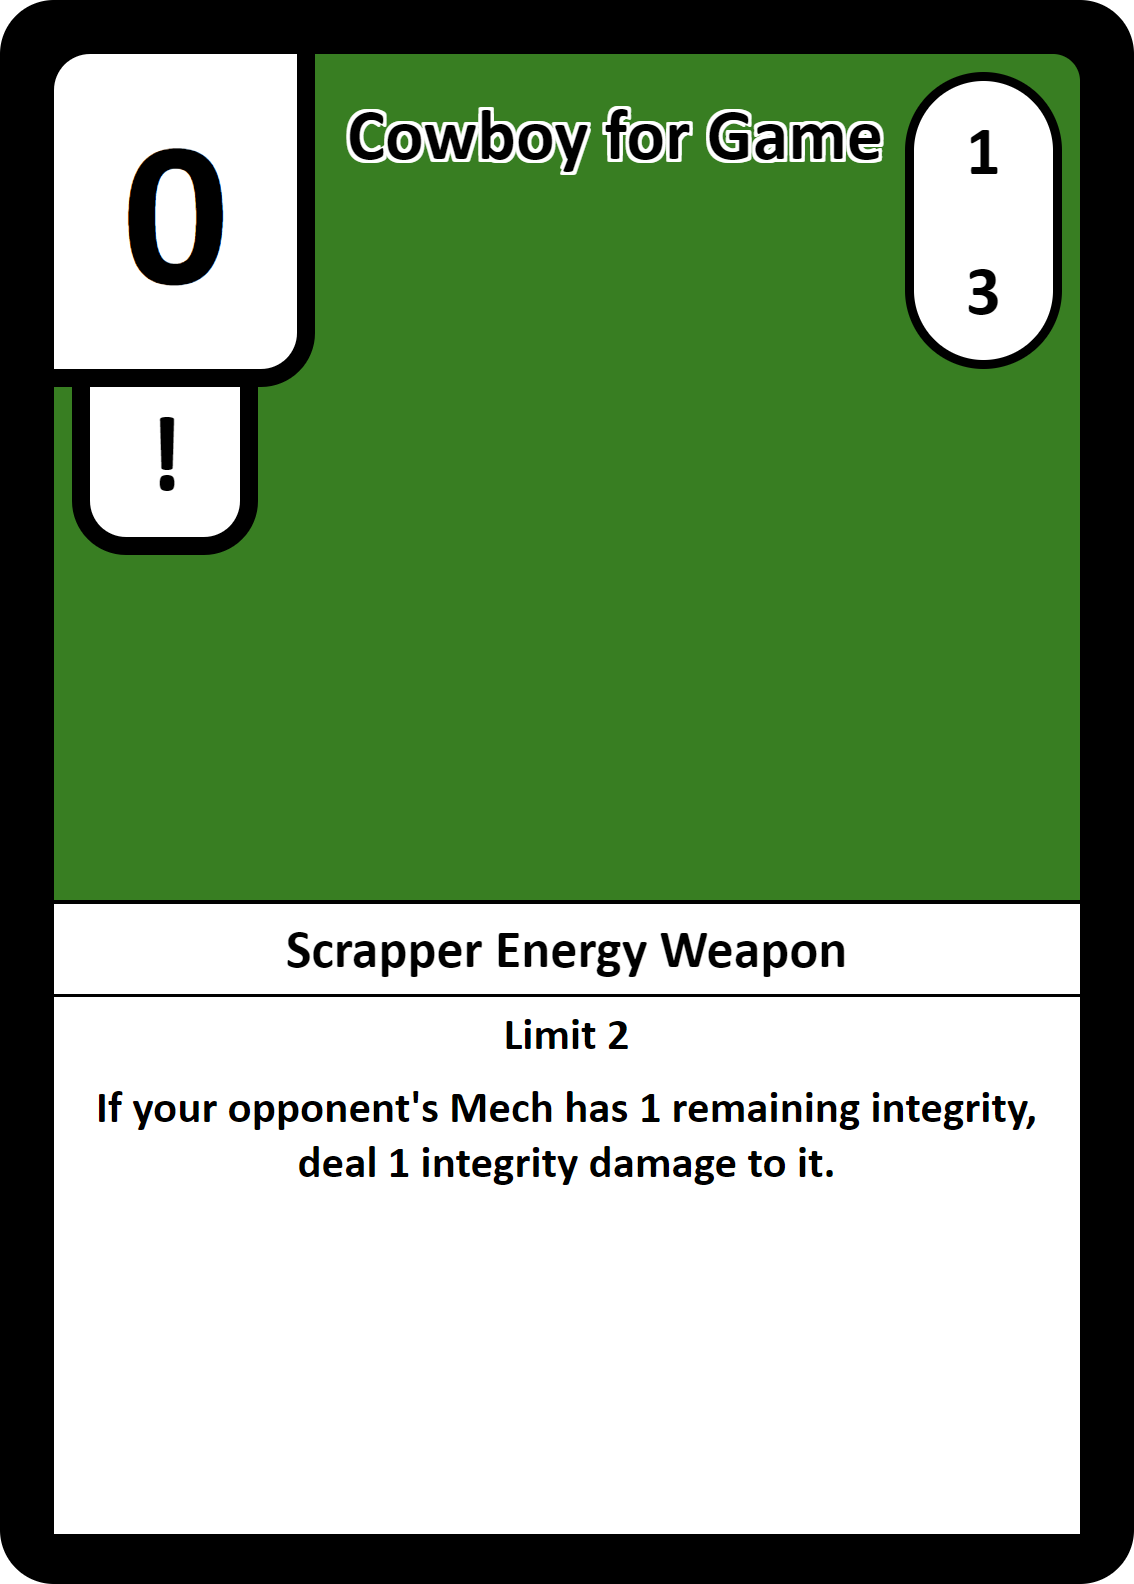 0
Cowboy for Game
1
3
!
Scrapper Energy Weapon
Limit 2
If your opponent's Mech has 1 remaining integrity,
deal 1 integrity damage to it.